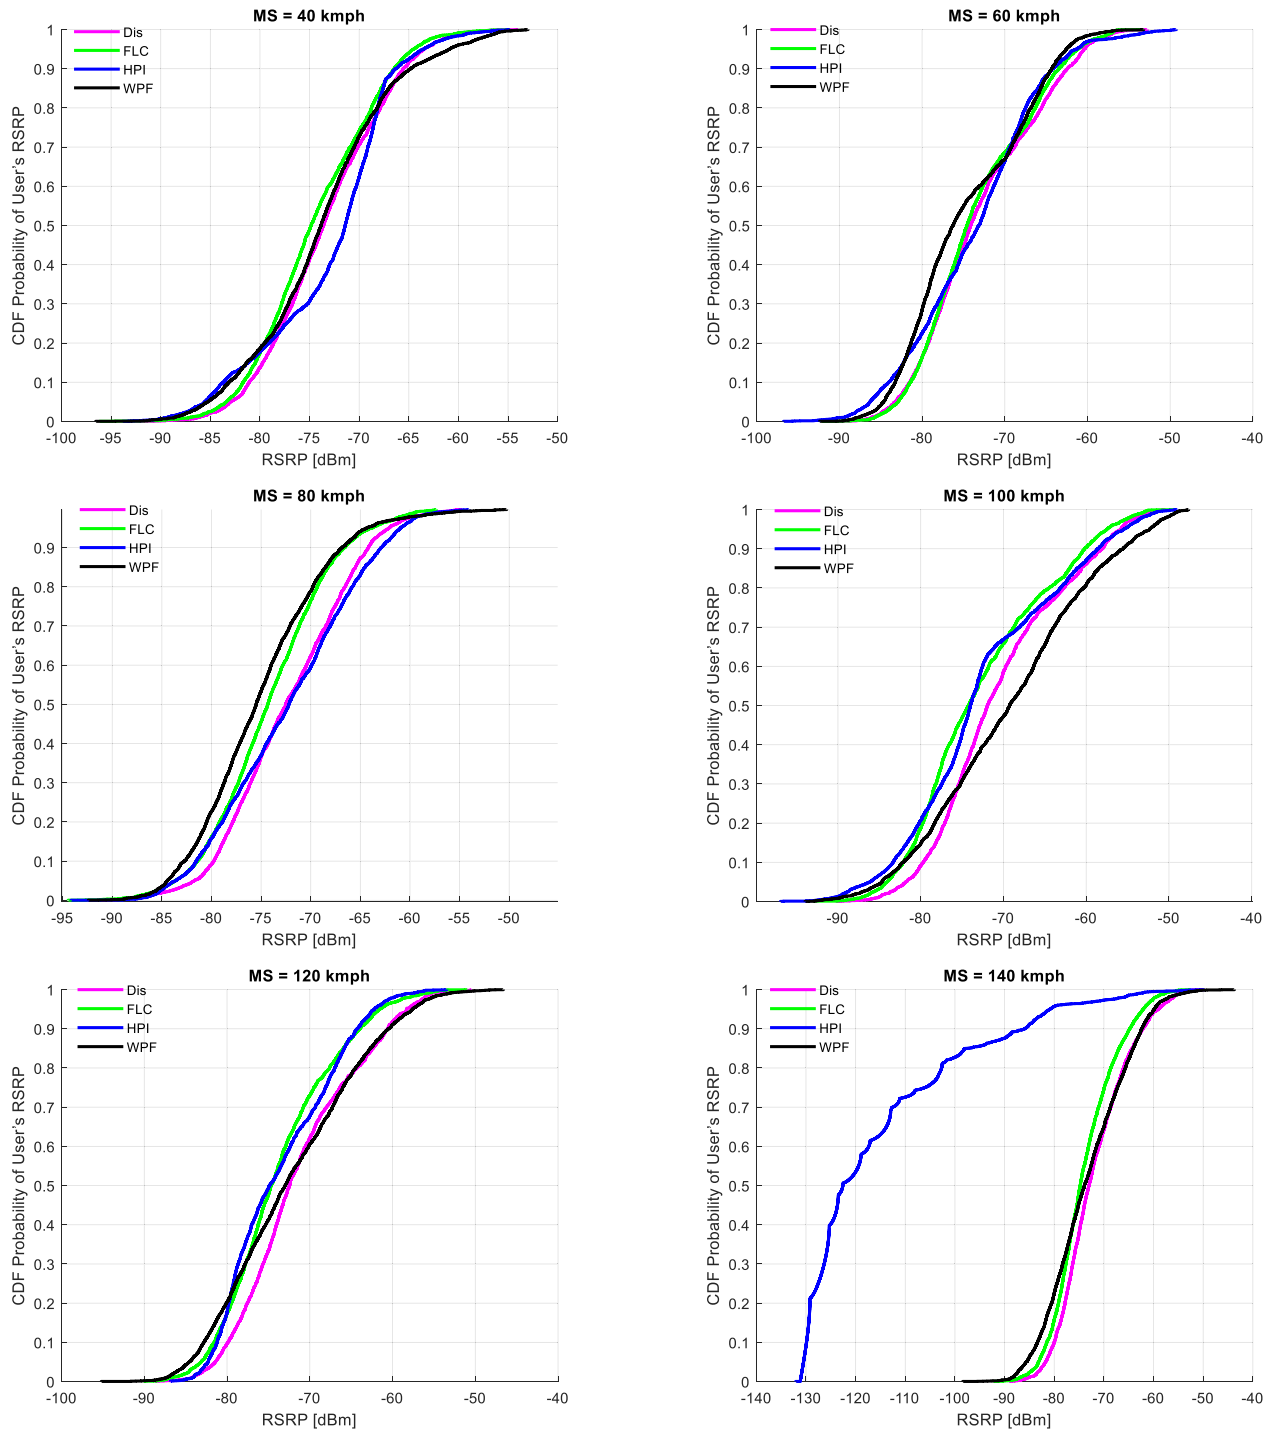 MS = 40 kmph
Dis
FLC
HPI
WPF
CDF Probability of User's RSRP
1
0.9
0.8
0.7
0.6
0.5
0.4
0.3
0.2
0.1
0
-100 -95 -90 -85 -80 -75 -70 -65 -60 -55 -50
RSRP [dBm]
MS = 60 kmph
Dis
FLC
HPI
WPF
CDF Probability of User's RSRP
1
0.9
0.8
0.7
0.6
0.5
0.4
0.3
0.2
0.1
0
-100 -90 -80 -70 -60 -50 -40
RSRP [dBm]
MS = 80 kmph
Dis
FLC
HPI
WPF
CDF Probability of User's RSRP
0.9
0.8
0.7
0.6
0.5
0.4
0.3
0.2
0.1
0
-95 -90 -85 -80 -75 -70 -65 -60 -55 -50
RSRP [dBm]
MS = 100 kmph
Dis
FLC
HPI
WPF
CDF Probability of User's RSRP
1
0.9
0.8
0.7
0.6
0.5
0.4
0.3
0.2
0.1
0
-90 -80 -70 -60 -50 -40
RSRP [dBm]
MS = 120 kmph
Dis
FLC
HPI
WPF
CDF Probability of User's RSRP
1
0.9
0.8
0.7
0.6
0.5
0.4
0.3
0.2
0.1
0
-100 -90 -80 -70 -60 -50 -40
RSRP [dBm]
MS = 140 kmph
Dis
FLC
HPI
WPF
CDF Probability of User's RSRP
1
0.9
0.8
0.7
0.6
0.5
0.4
0.3
0.2
0.1
0
-140 -130 -120 -110 -100 -90 -80 -70 -60 -50 -40
RSRP [dBm]